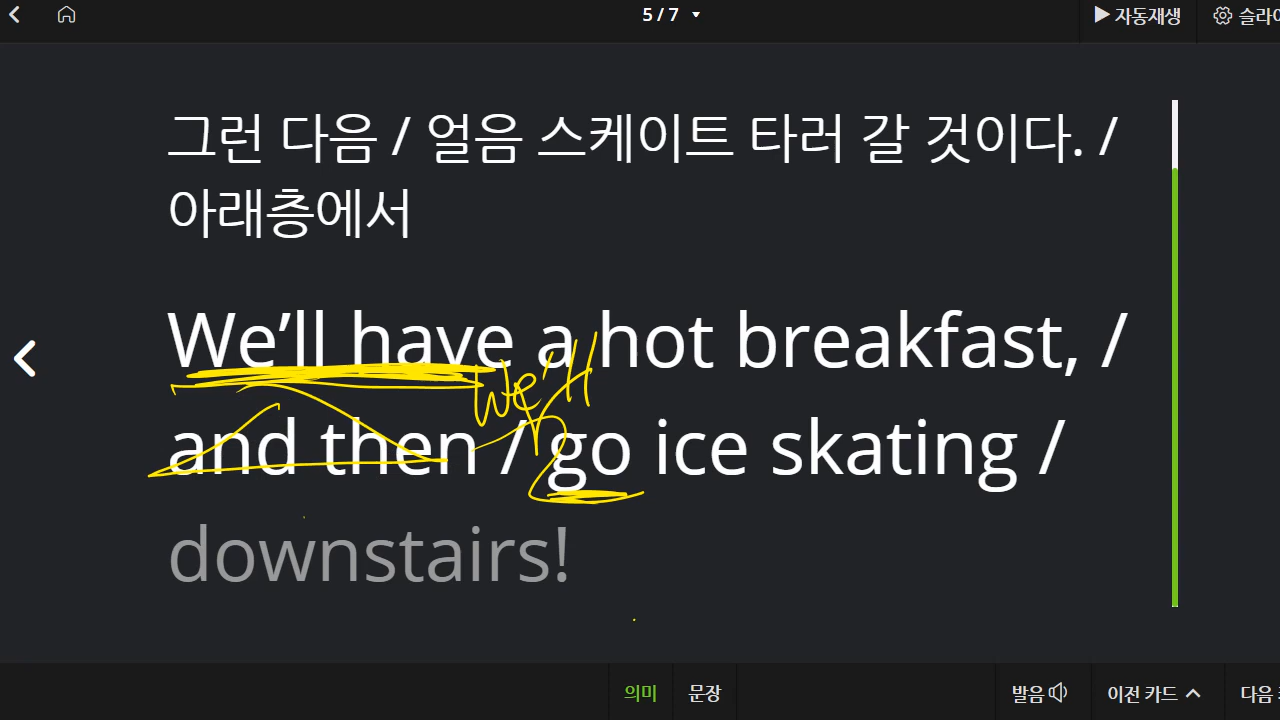 5 / 7
자동재생
슬라이
그런 다음 / 얼음 스케이트 타러 갈 것이다. /
아래층에서
We’ll have a hot breakfast, /
we'll
and then / go ice skating /
downstairs!
의미
문장
발음
이전 카드
다음